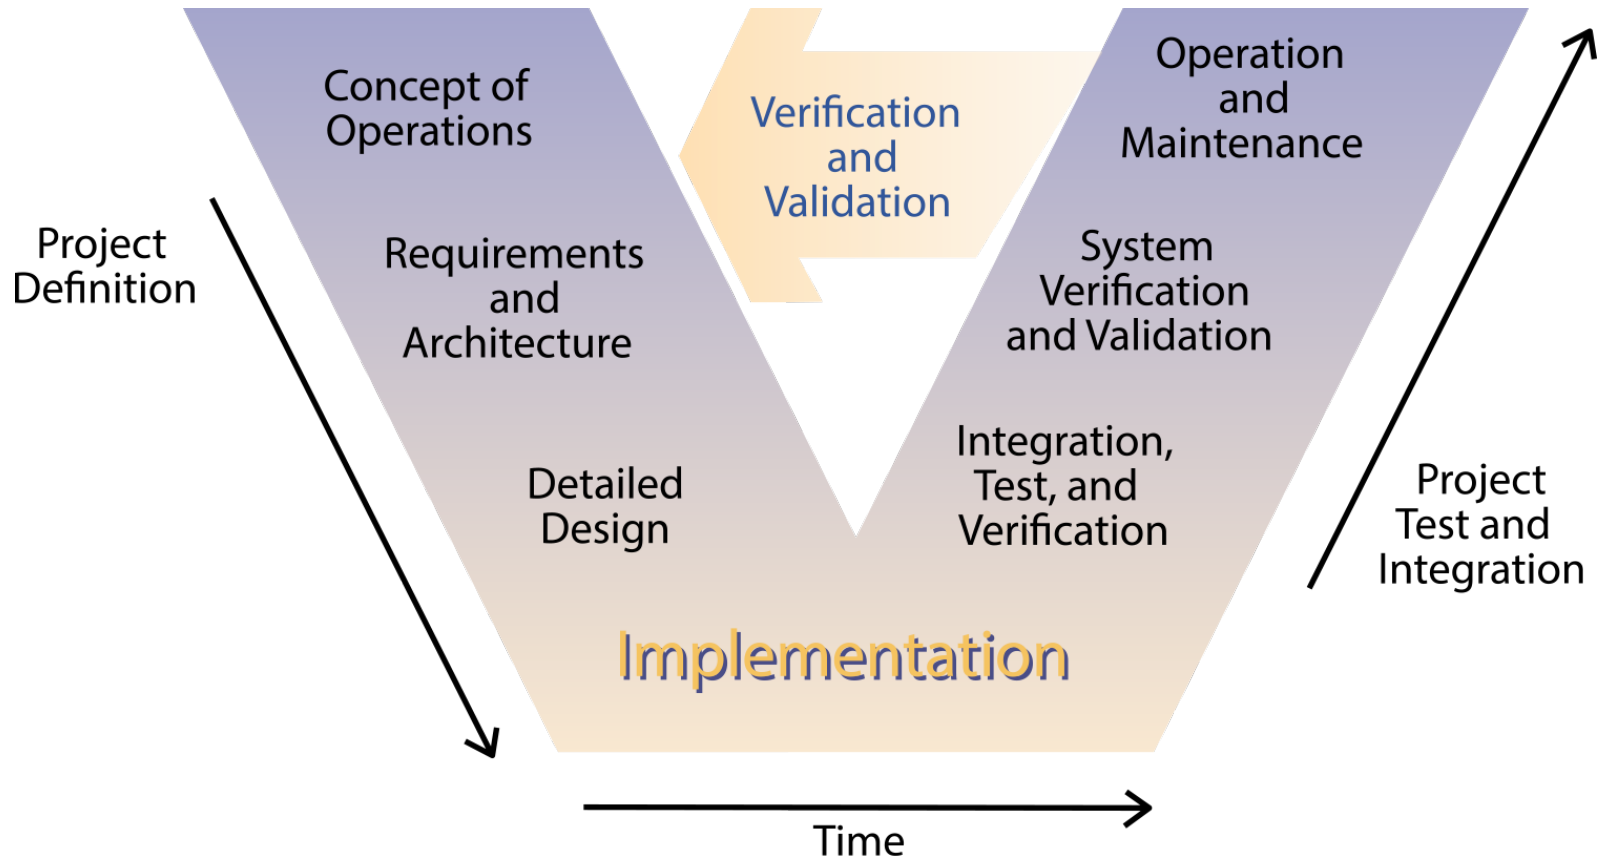 Concept of
Operations
Verification
and
Validation
Operation
and
Maintenance
Project
Definition
Requirements
and
Architecture
System
Verification
and Validation
Detailed
Design
Integration,
Test, and
Verification
Project
Test and
Integration
Implementation
Time